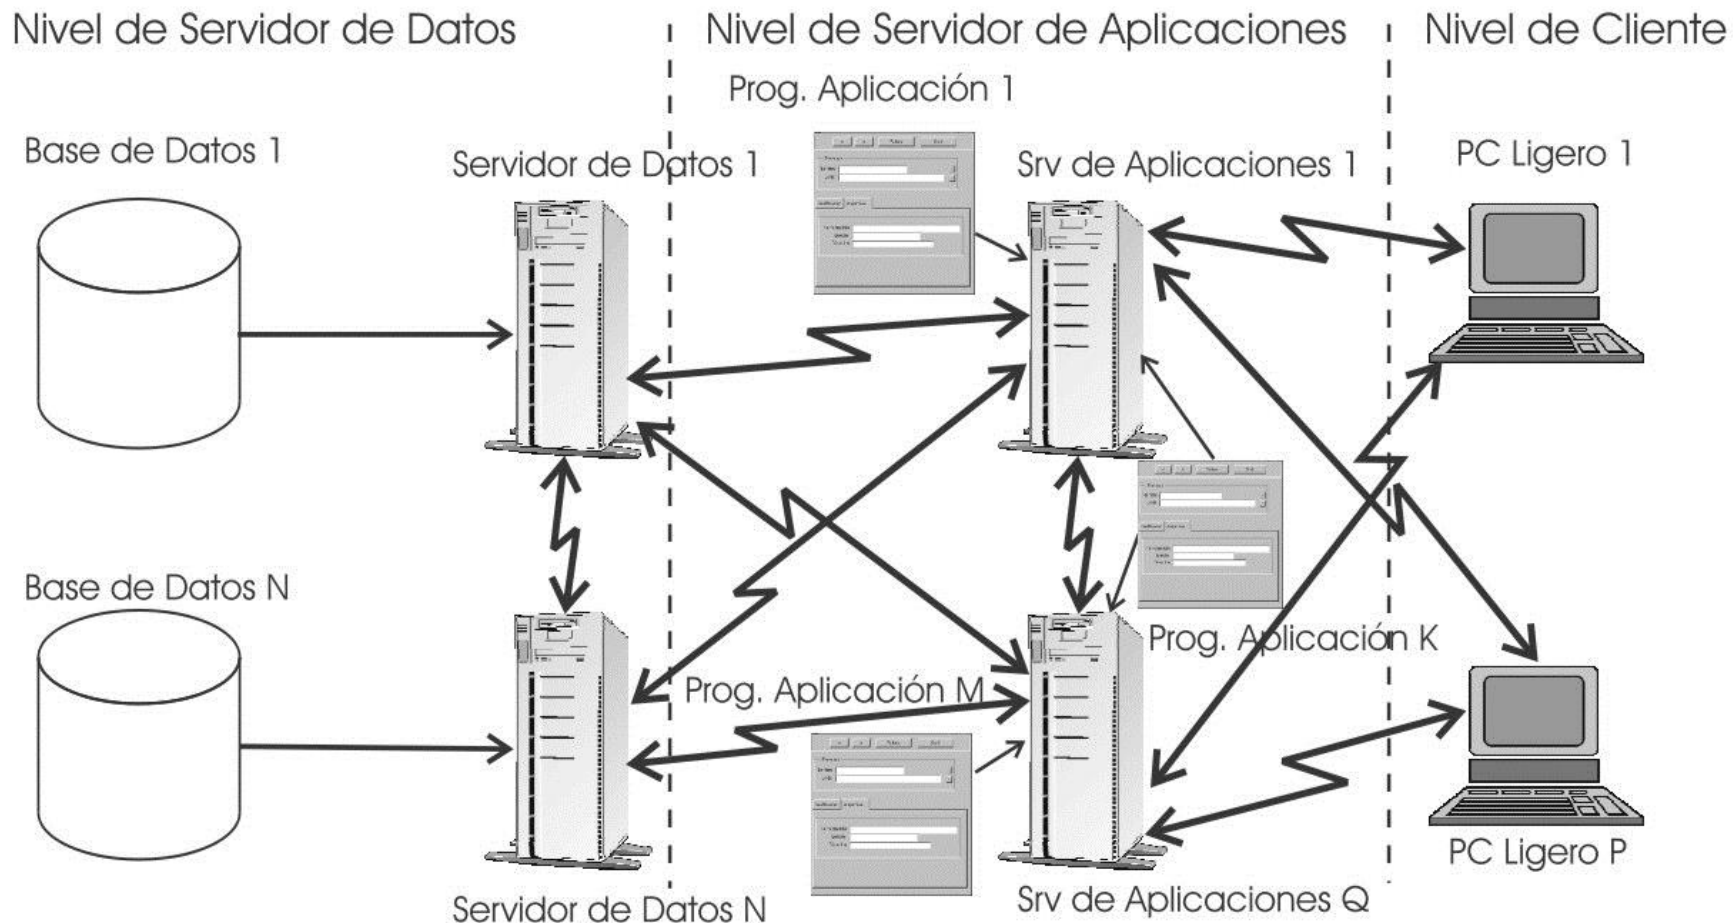 Nivel de Servidor de Datos
Nivel de Servidor de Aplicaciones
Nivel de Cliente
Prog. Aplicación 1
Base de Datos 1
Servidor de Datos 1
Srv de Aplicaciones 1
PC Ligero 1
Base de Datos N
Prog. Aplicación K
Prog. Aplicación M
PC Ligero P
Servidor de Datos N
Srv de Aplicaciones Q